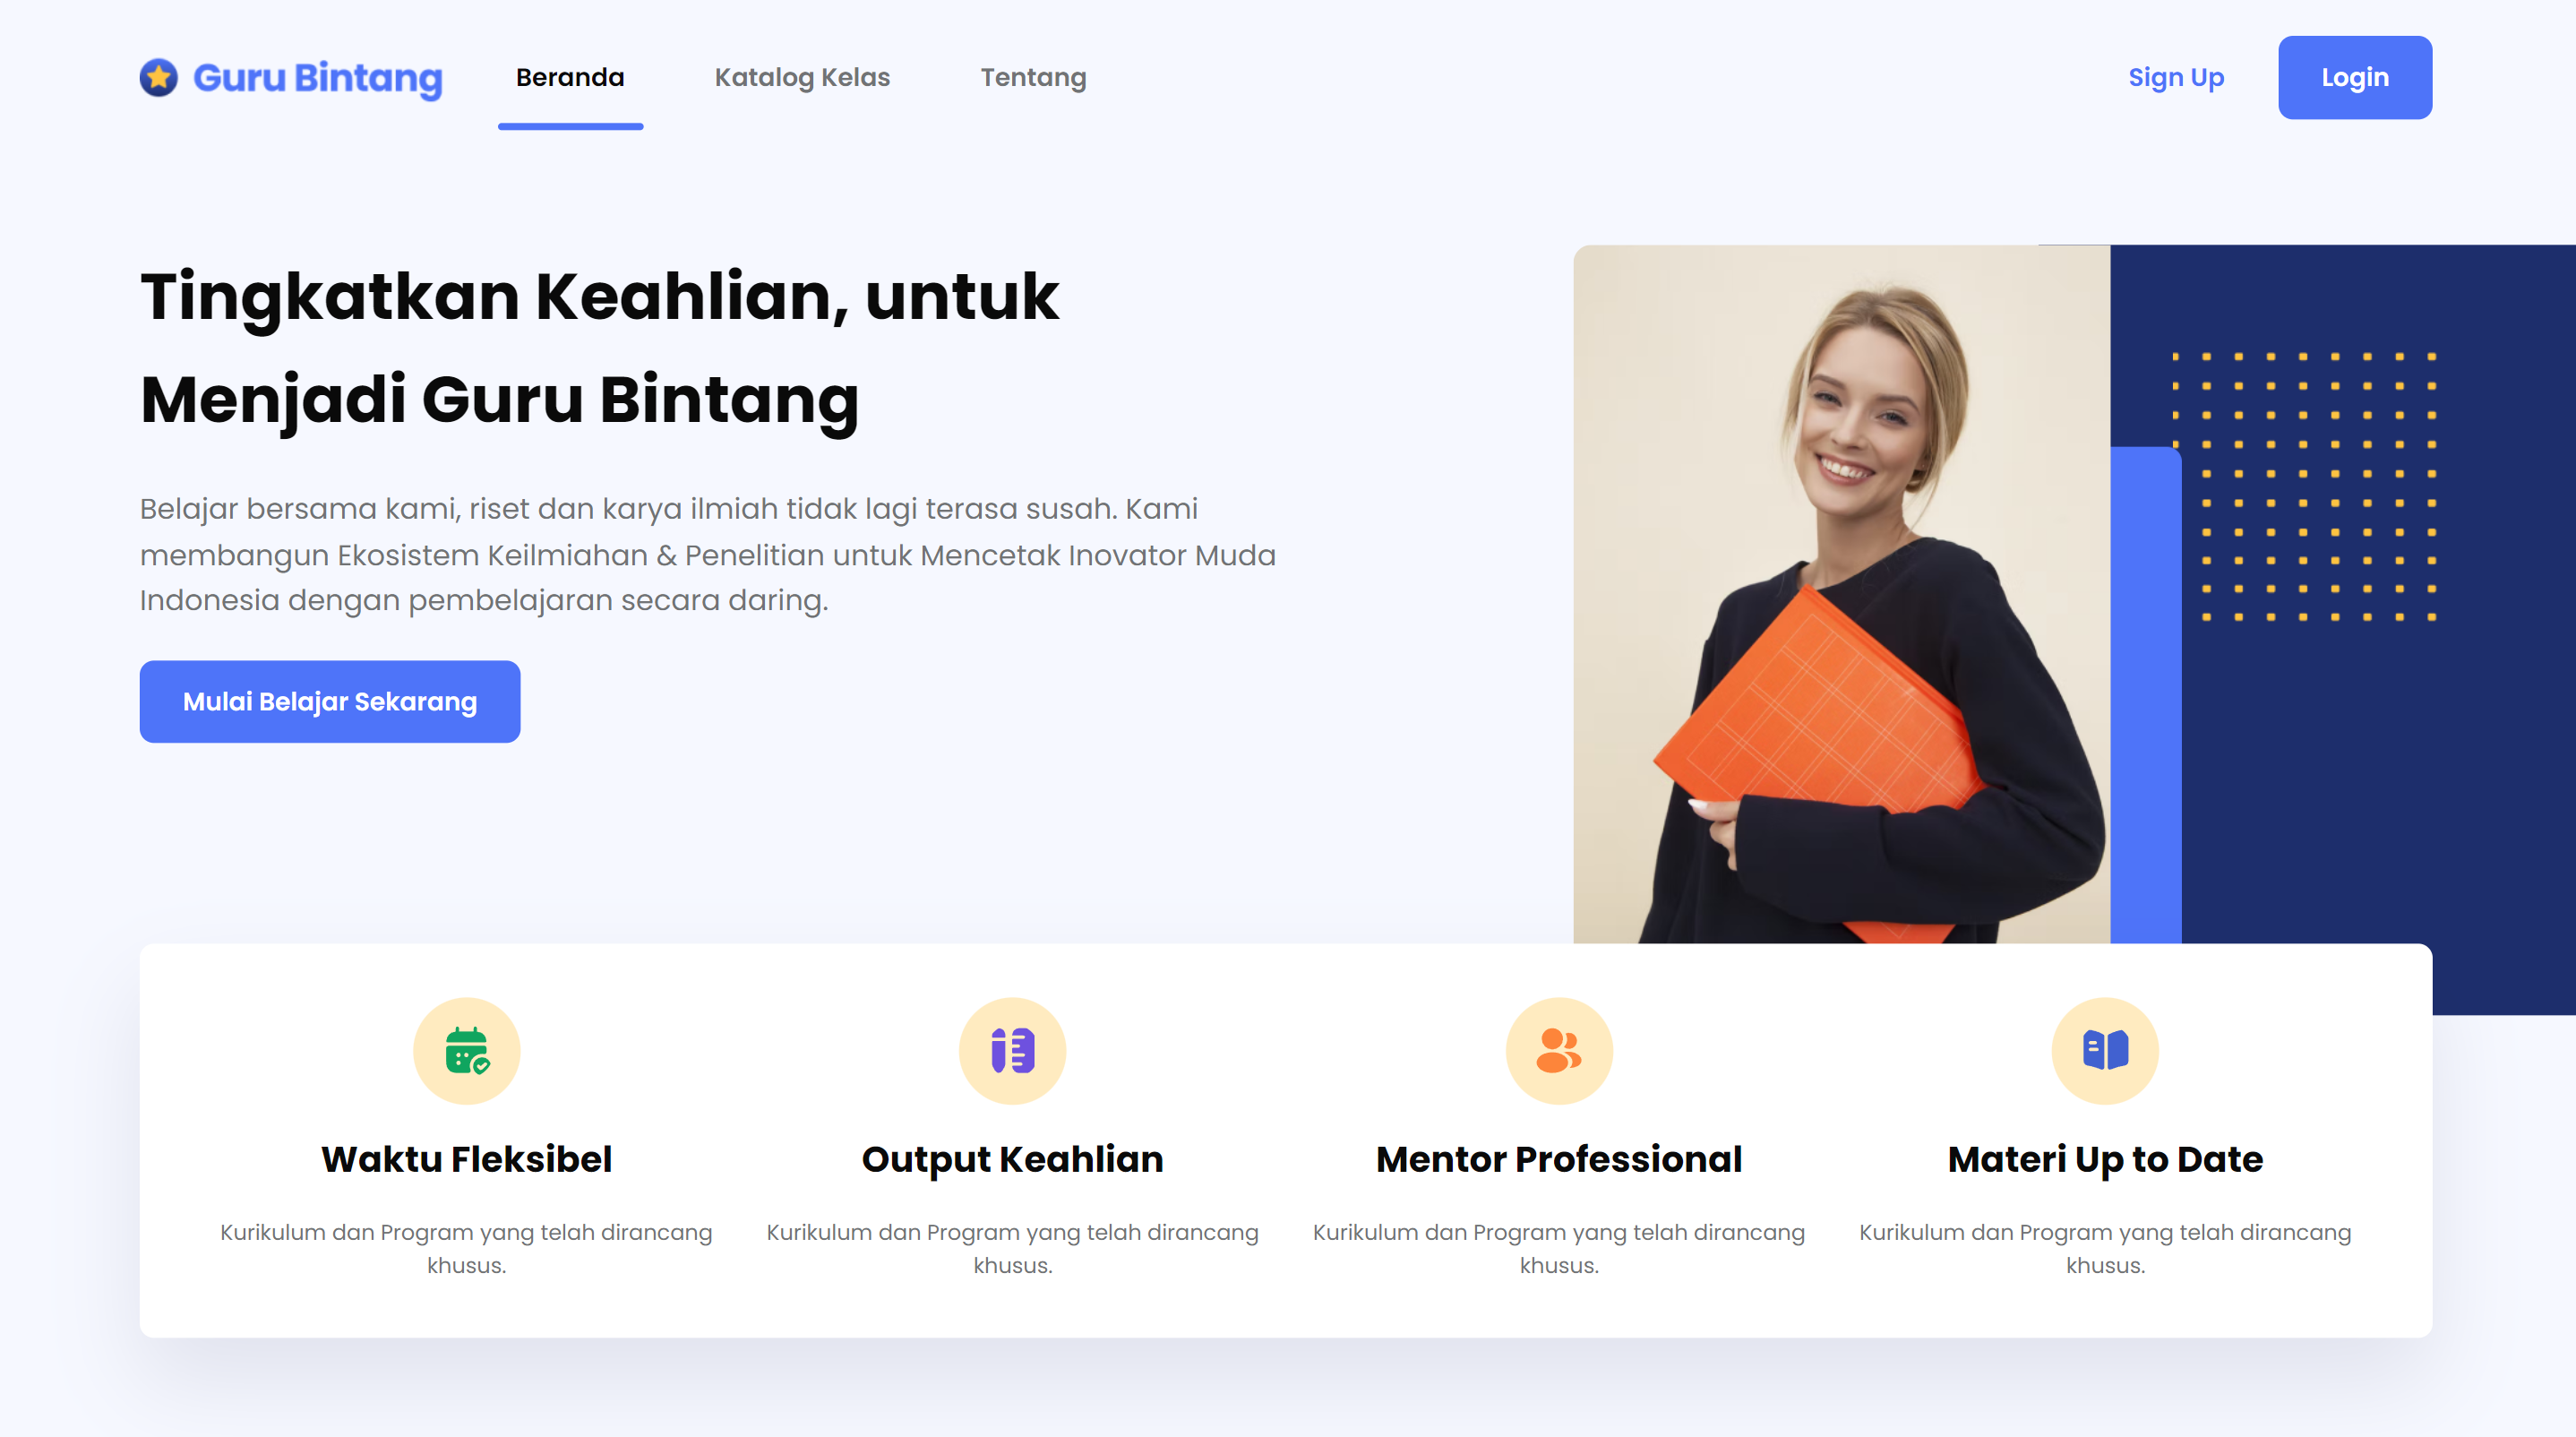 Guru Bintang
Beranda
Katalog Kelas
Tentang
Sign Up
Login
Tingkatkan Keahlian, untuk
Menjadi Guru Bintang
Belajar bersama kami, riset dan karya ilmiah tidak lagi terasa susah. Kami
membangun Ekosistem Keilmiahan & Penelitian untuk Mencetak Inovator Muda
Indonesia dengan pembelajaran secara daring.
Mulai Belajar Sekarang
Waktu Fleksibel
Kurikulum dan Program yang telah dirancang
khusus.
Output Keahlian
Kurikulum dan Program yang telah dirancang
khusus.
Mentor Professional
Kurikulum dan Program yang telah dirancang
khusus.
Materi Up to Date
Kurikulum dan Program yang telah dirancang
khusus.